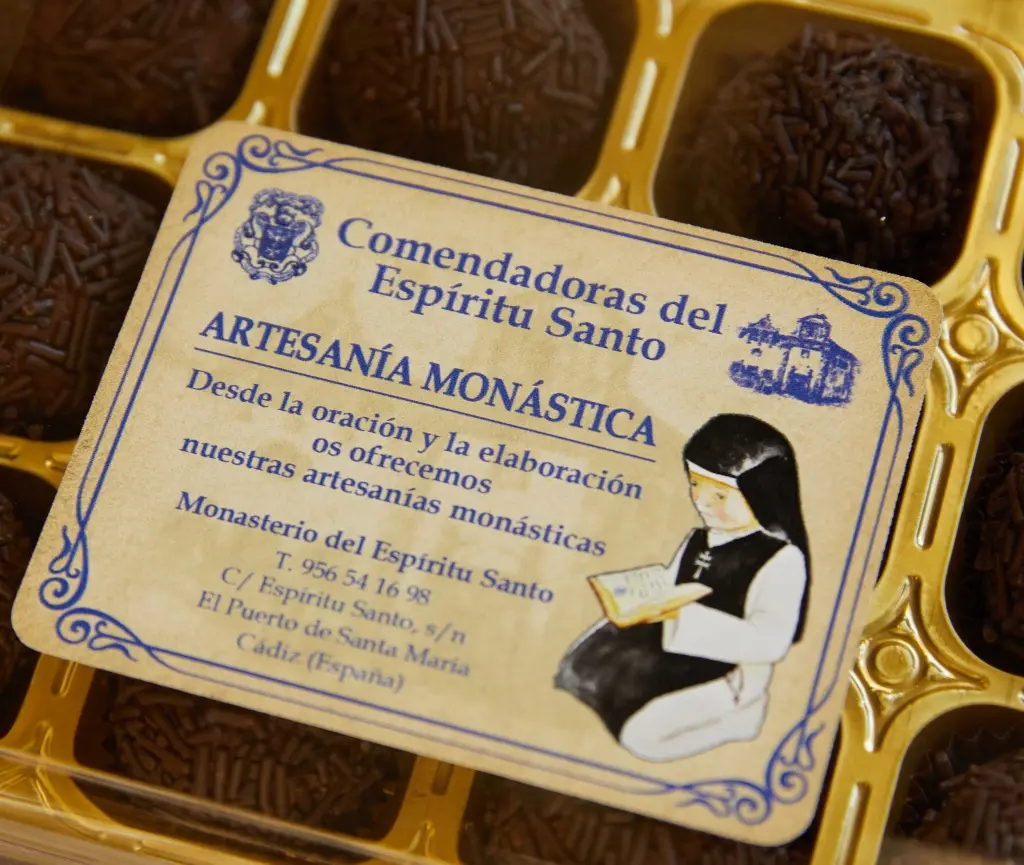 Comendadoras del
Espíritu Santo
ARTESANÍA MONÁSTICA
Desde la oración y la elaboración
os ofrecemos
nuestras artesanías monásticas
Monasterio del Espíritu Santo
T. 956 54 16 98
C/ Espíritu Santo, s/n
El Puerto de Santa María
Cádiz (España)